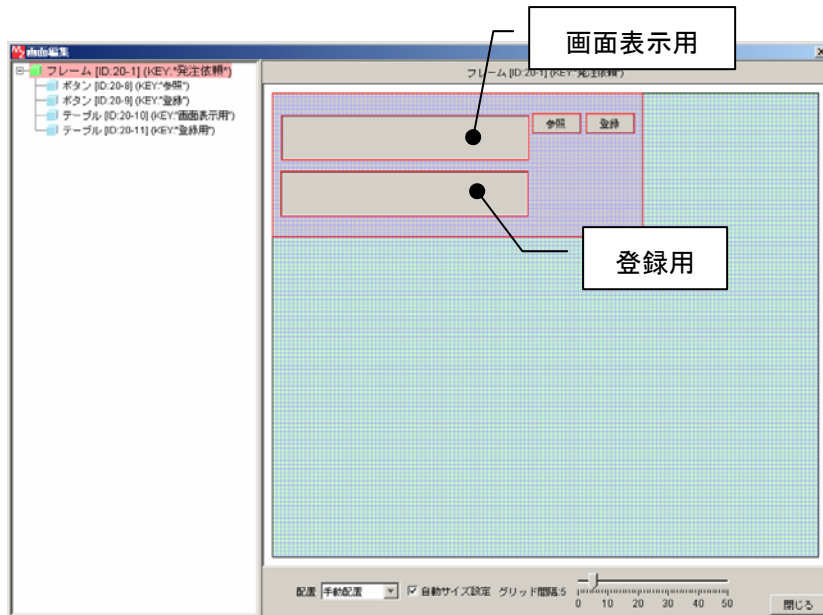 画面表示用
画面編集
フレーム [ID:20-1] (KEY:"発注依頼")
ボタン [ID:20-8] (KEY:"参照")
ボタン [ID:20-9] (KEY:"登録")
テーブル [ID:20-10] (KEY:"画面表示用")
テーブル [ID:20-11] (KEY:"登録用")
フレーム [ID:20-1] (KEY:"発注依頼")
参照 登録
登録用
配置 手動配置 自動サイズ設定 グリッド間隔:5
0 10 20 30 40 50
閉じる